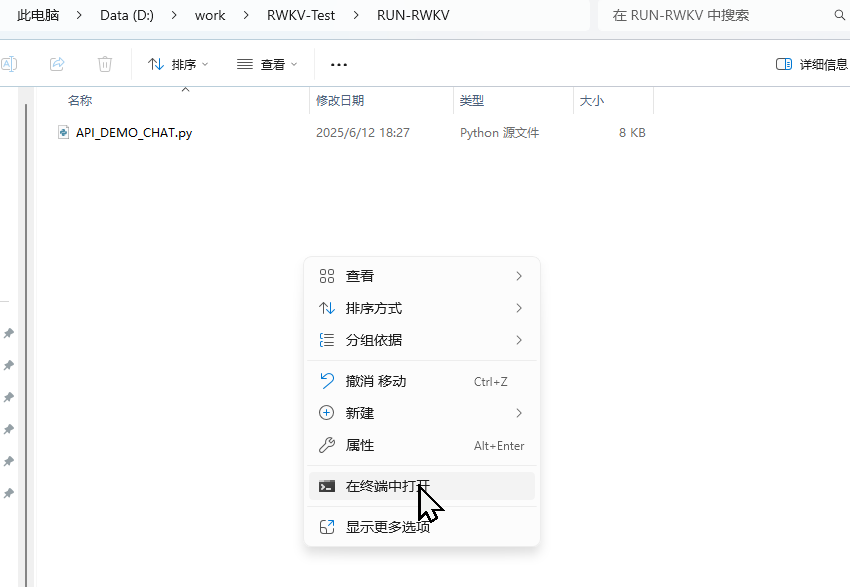 此电脑 > Data (D:) > work > RWKV-Test > RUN-RWKV
在 RUN-RWKV 中搜索
排序 查看 ... 详细信息
名称 修改日期 类型 大小
API_DEMO_CHAT.py 2025/6/12 18:27 Python 源文件 8 KB
查看
排序方式
分组依据
撤消 移动 Ctrl+Z
新建
属性 Alt+Enter
在终端中打开
显示更多选项